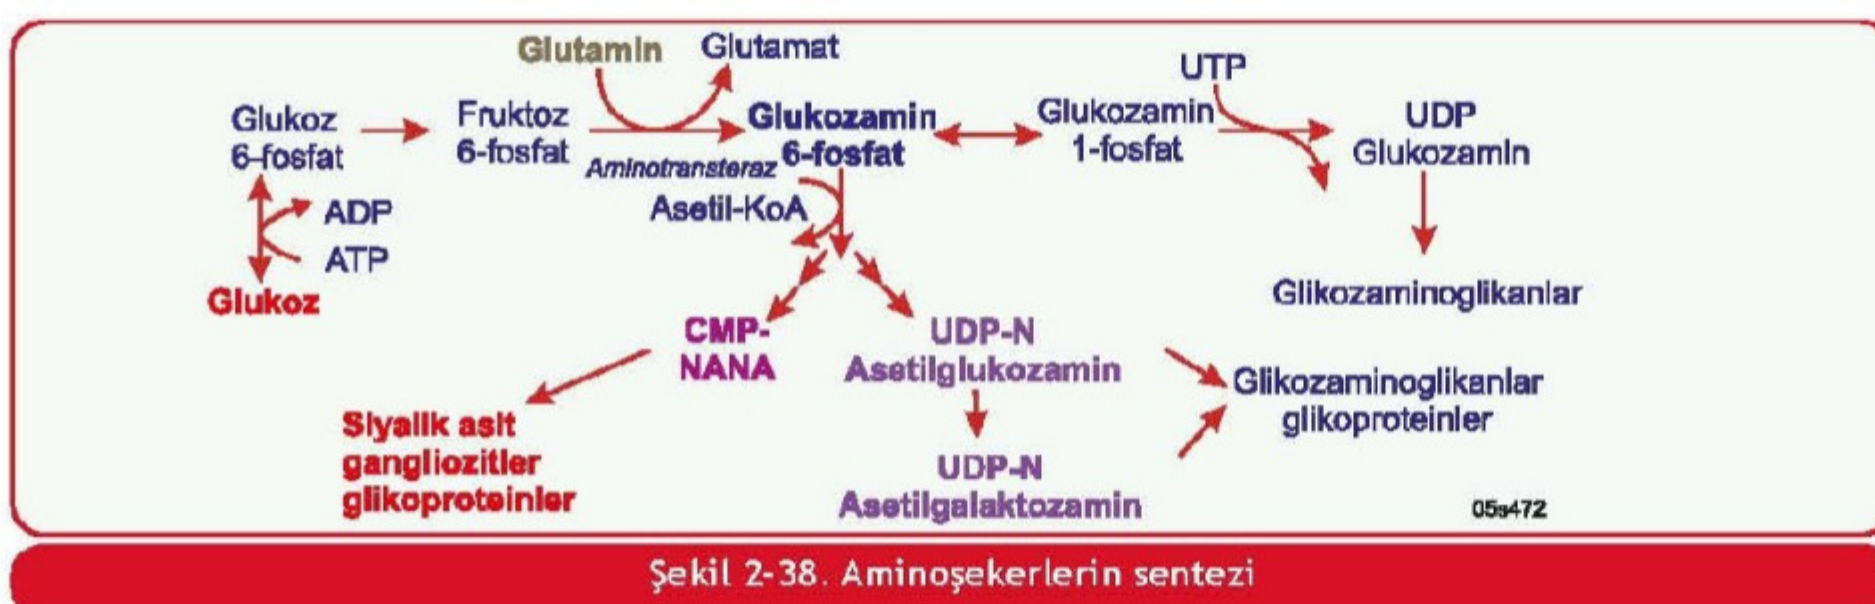 Glutamin
Glutamat
UTP
Glukoz
6-fosfat
Fruktoz
6-fosfat
Aminotransteraz
Glukozamin
6-fosfat
Glukozamin
1-fosfat
UDP
Glukozamin
ADP
ATP
Glukoz
Asetil-KoA
Glikozaminoglikanlar
CMP-
NANA
UDP-N
Asetilglukozamin
Glikozaminoglikanlar
glikoproteinler
Siyalik asit
gangliozitler
glikoproteinler
UDP-N
Asetilgalaktozamin
05s472
Şekil 2-38. Aminoşekerlerin sentezi